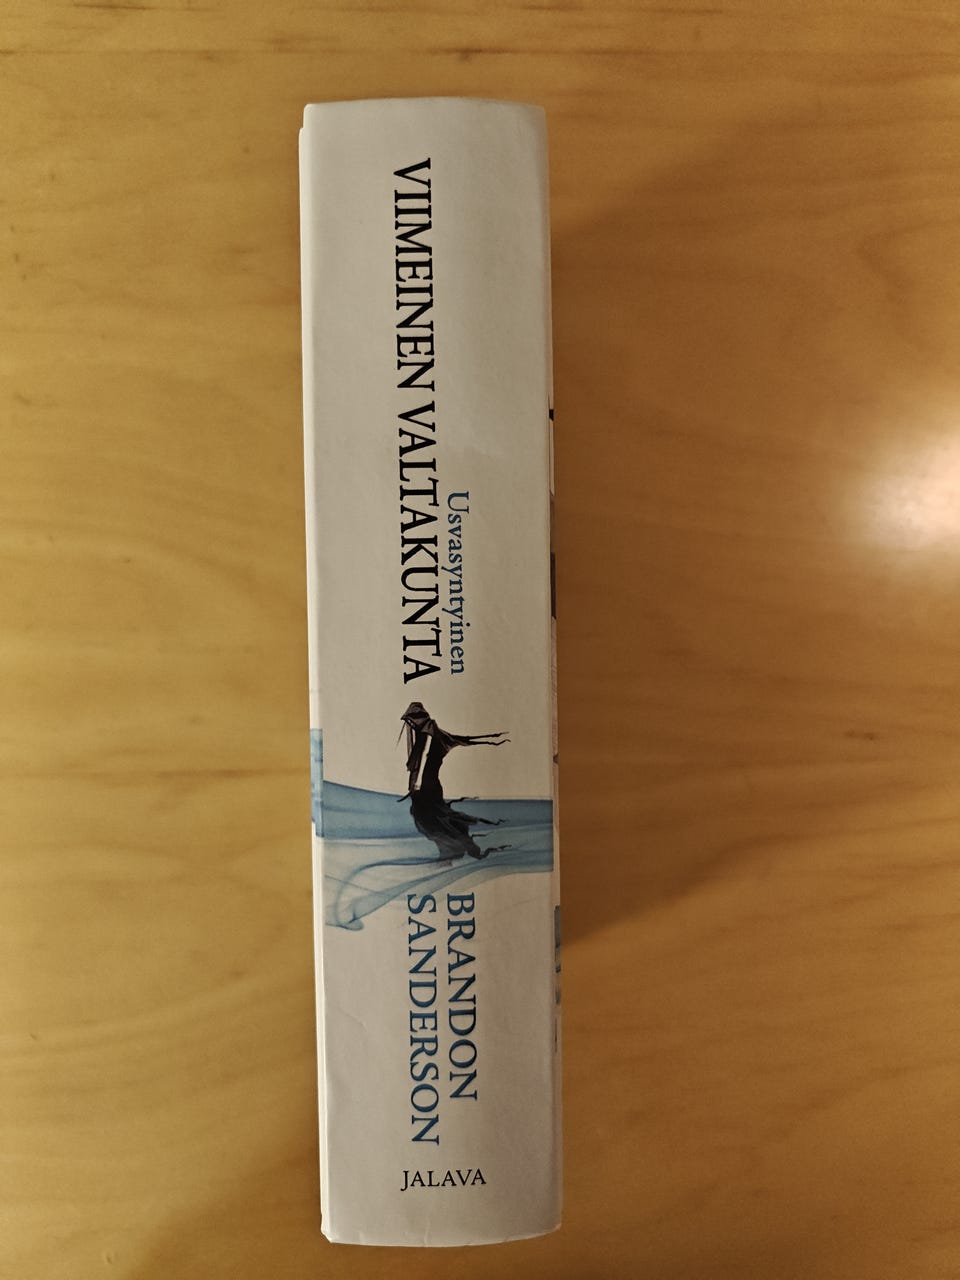 Usvasyntyinen
VIIMEINEN VALTAKUNTA
BRANDON
SANDERSON
JALAVA